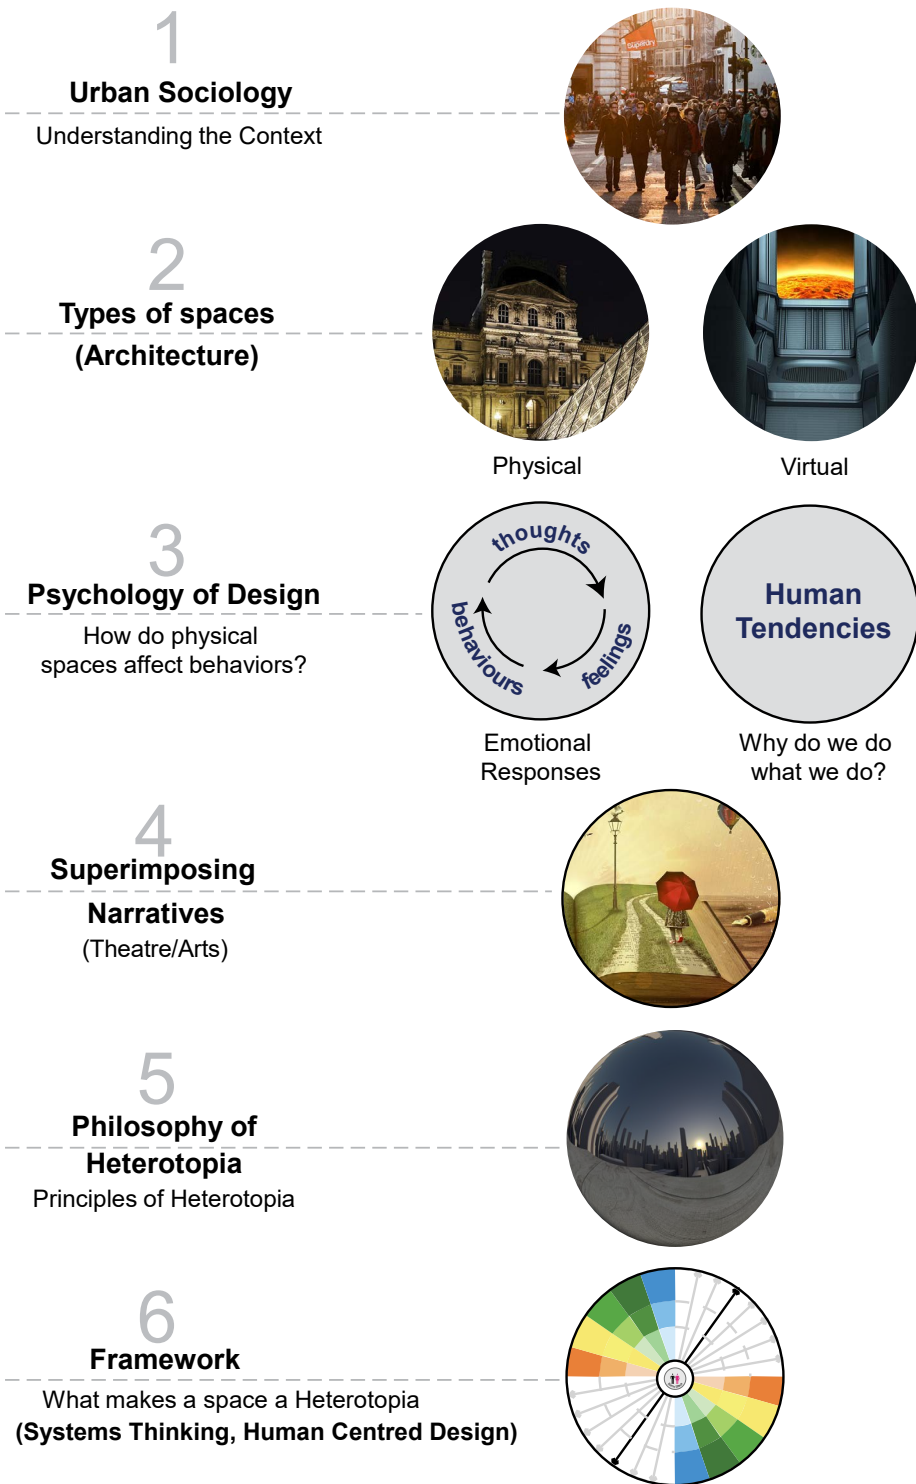 1
Urban Sociology
Understanding the Context
Superdry
2
Types of spaces
(Architecture)
Physical
Virtual
3
Psychology of Design
How do physical
spaces affect behaviors?
thoughts
feelings
behaviours
Emotional
Responses
Human
Tendencies
Why do we do
what we do?
4
Superimposing
Narratives
(Theatre/Arts)
5
Philosophy of
Heterotopia
Principles of Heterotopia
6
Framework
What makes a space a Heterotopia
(Systems Thinking, Human Centred Design)